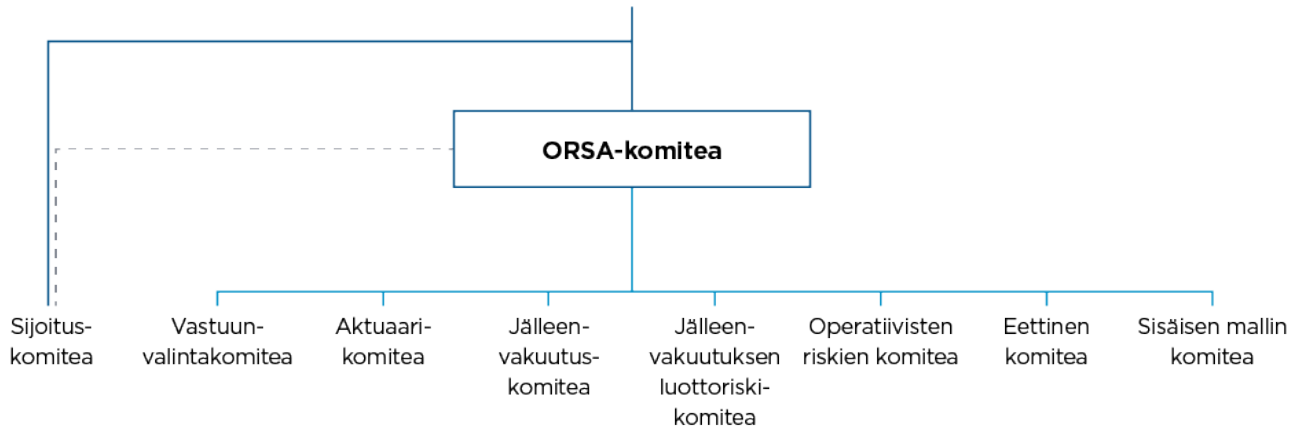 ORSA-komitea
Sijoitus-
komitea
Vastuun-
valintakomitea
Aktuaari-
komitea
Jälleen-
vakuutus-
komitea
Jälleen-
vakuutuksen
luottoriski-
komitea
Operatiivisten
riskien komitea
Eettinen
komitea
Sisäisen mallin
komitea